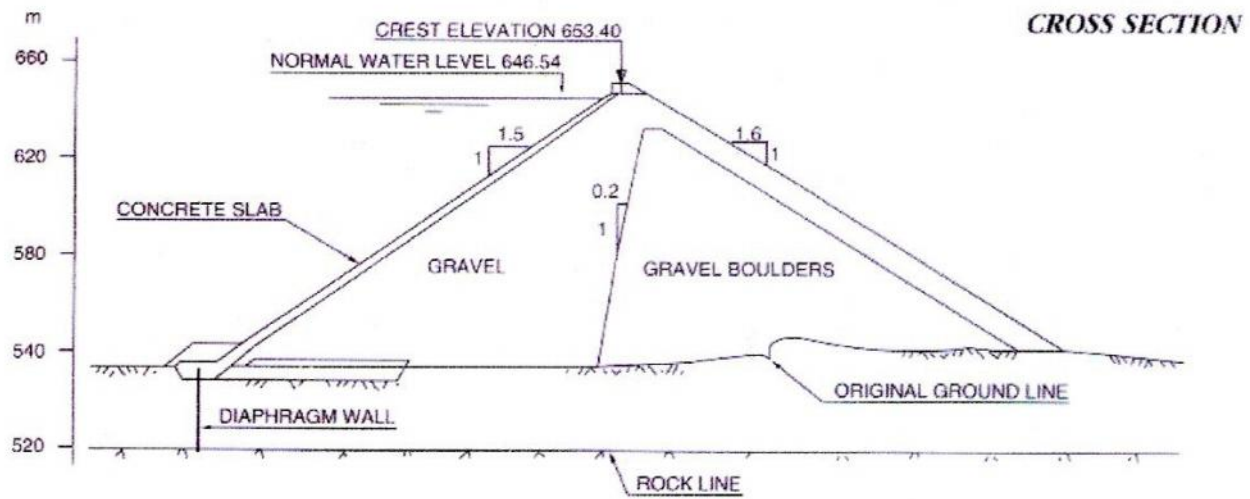 m
CROSS SECTION
CREST ELEVATION 653.40
660
NORMAL WATER LEVEL 646.54
1.5
1.6
1
1
620
0.2
CONCRETE SLAB
1
580
GRAVEL
GRAVEL BOULDERS
540
ORIGINAL GROUND LINE
DIAPHRAGM WALL
520
ROCK LINE